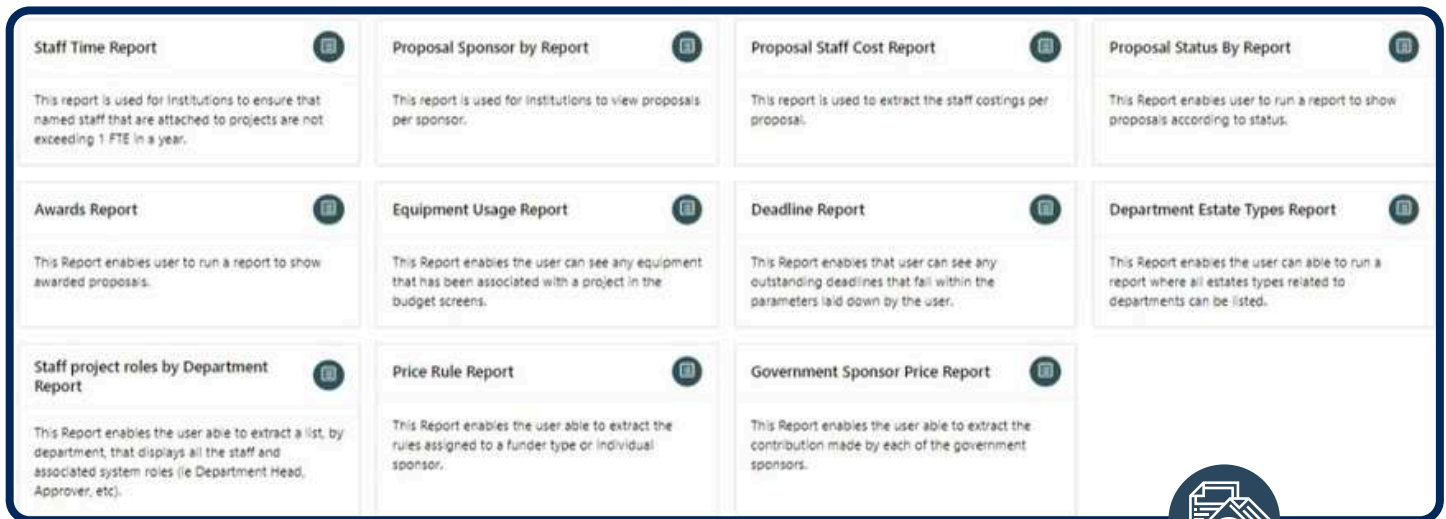 Staff Time Report
This report is used for Institutions to ensure that
named staff that are attached to projects are not
exceeding 1 FTE in a year.
Proposal Sponsor by Report
This report is used for Institutions to view proposals
per sponsor.
Proposal Staff Cost Report
This report is used to extract the staff costings per
proposal.
Proposal Status By Report
This Report enables user to run a report to show
proposals according to status.
Awards Report
This Report enables user to run a report to show
awarded proposals.
Equipment Usage Report
This Report enables the user can see any equipment
that has been associated with a project in the
budget screens.
Deadline Report
This Report enables that user can see any
outstanding deadlines that fall within the
parameters laid down by the user.
Department Estate Types Report
This Report enables the user can able to run a
report where all estates types related to
departments can be listed.
Staff project roles by Department
Report
This Report enables the user able to extract a list, by
department, that displays all the staff and
associated system roles (ie Department Head,
Approver, etc).
Price Rule Report
This Report enables the user able to extract the
rules assigned to a funder type or individual
sponsor.
Government Sponsor Price Report
This Report enables the user able to extract the
contribution made by each of the government
sponsors.